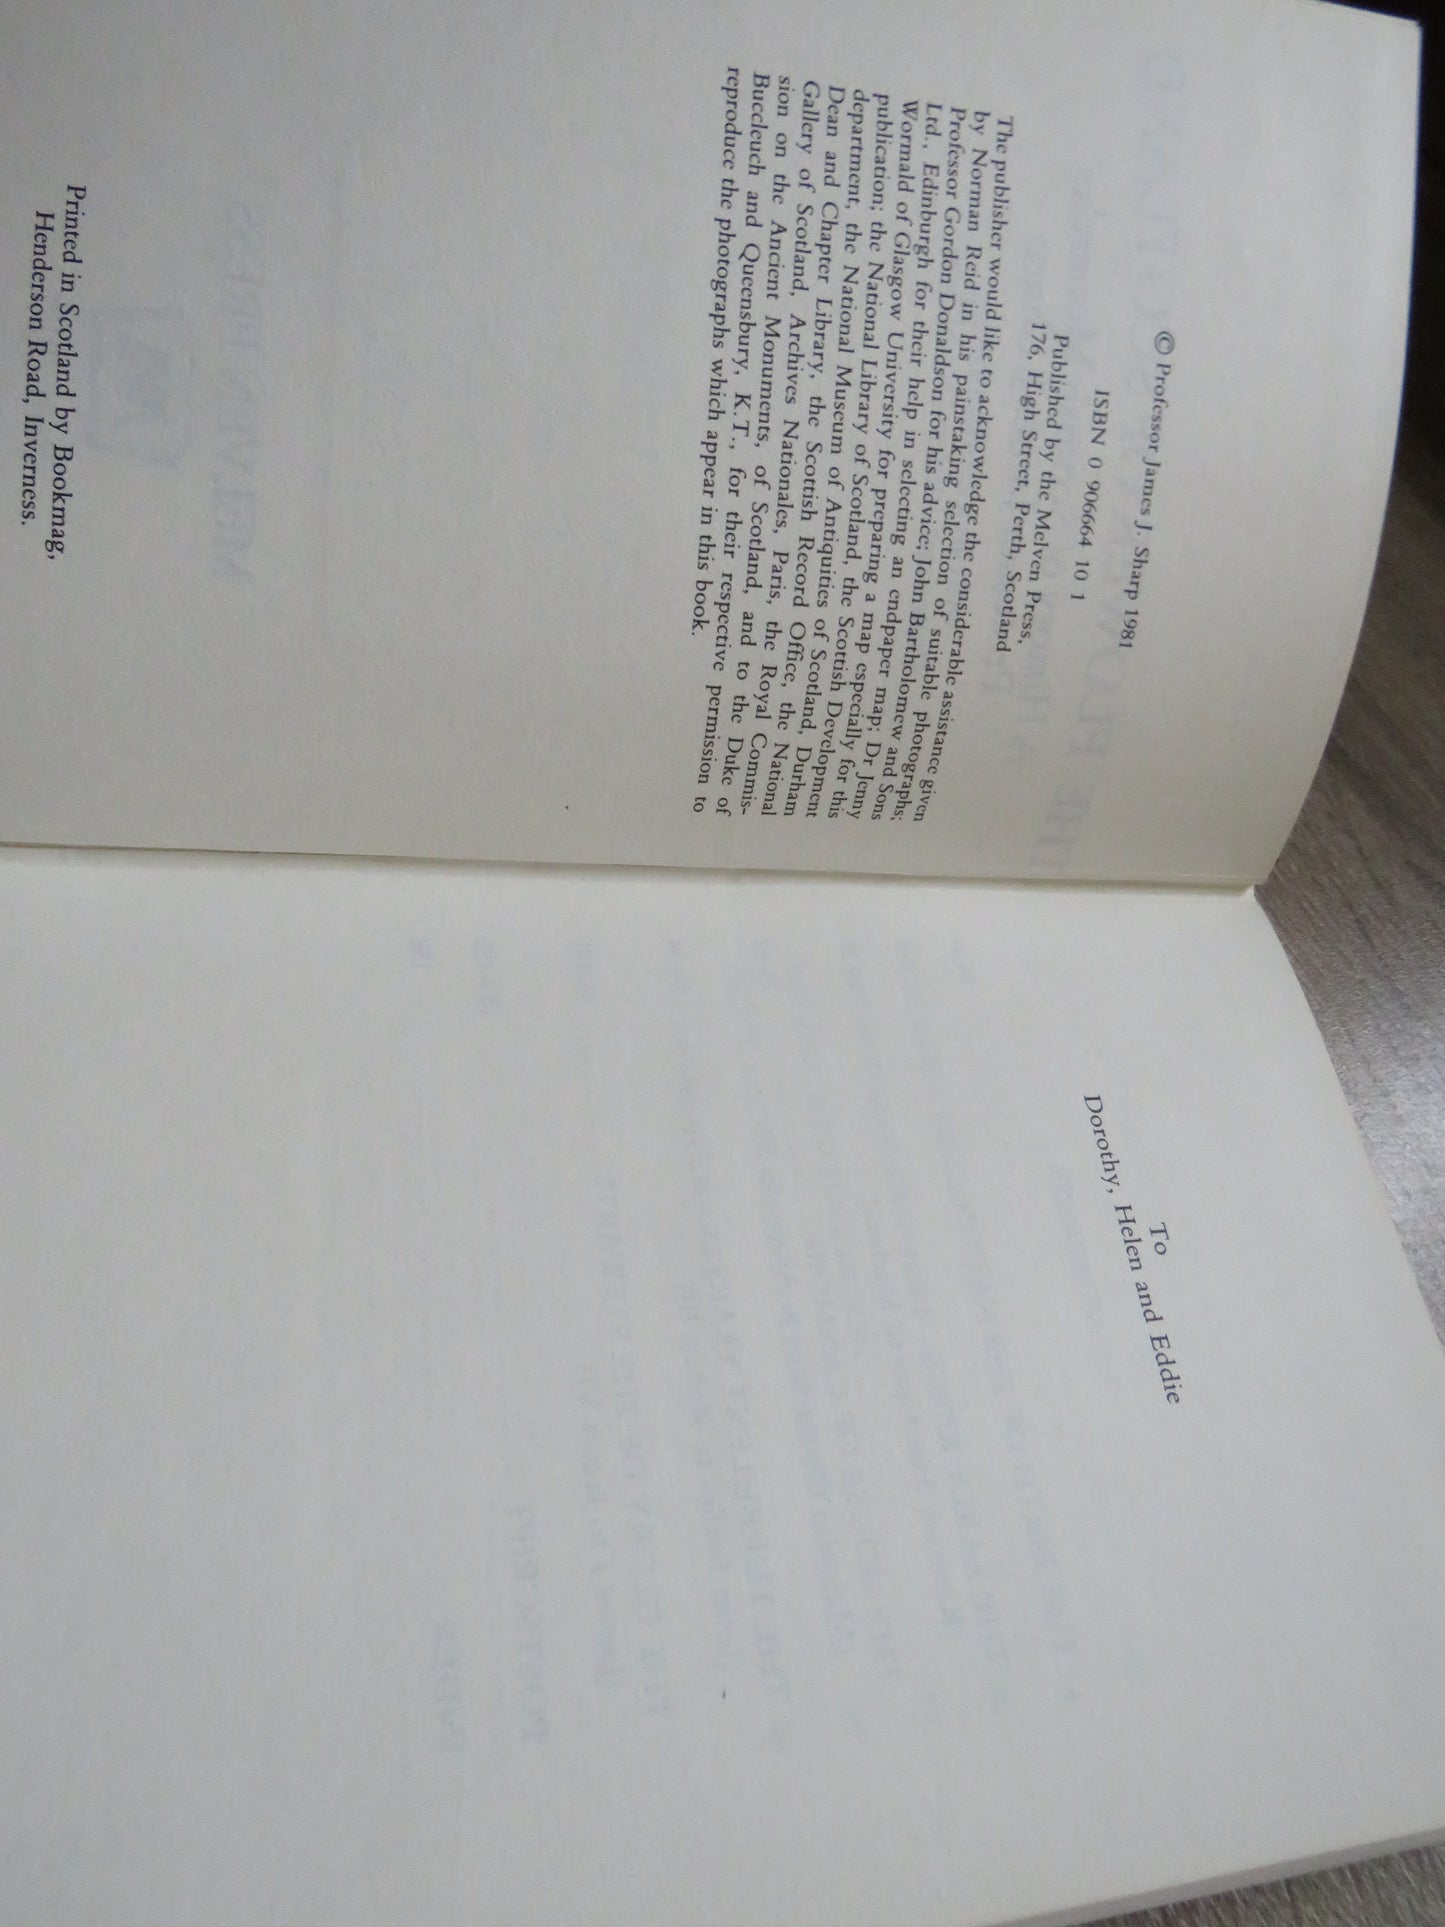 © Professor James J. Sharp 1981
ISBN 0 906664 10 1
Published by the Melven Press,
176, High Street, Perth, Scotland
The publisher would like to acknowledge the considerable assistance given
by Norman Reid in his painstaking selection of suitable photographs;
Professor Gordon Donaldson for his advice; John Bartholomew and Sons
Ltd., Edinburgh for their help in selecting an endpaper map; Dr Jenny
Wormald of Glasgow University for preparing a map especially for this
publication; the National Library of Scotland, the Scottish Development
department, the National Museum of Antiquities of Scotland, Durham
Dean and Chapter Library, the Scottish Record Office, the National
Gallery of Scotland, Archives Nationales, Paris, the Royal Commis-
sion on the Ancient Monuments, of Scotland, and to the Duke of
Buccleuch and Queensbury, K.T., for their respective permission to
reproduce the photographs which appear in this book.
Printed in Scotland by Bookmag,
Henderson Road, Inverness.
To
Dorothy, Helen and Eddie